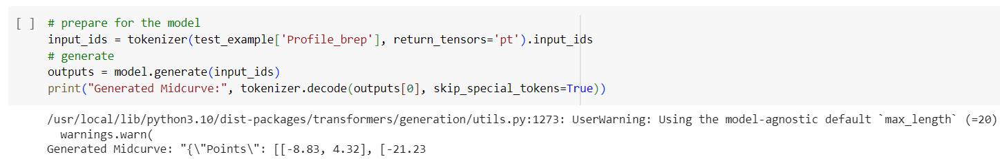 [ ] # prepare for the model
input_ids = tokenizer(test_example['Profile_brep'], return_tensors='pt').input_ids
# generate
outputs = model.generate(input_ids)
print("Generated Midcurve:", tokenizer.decode(outputs[0], skip_special_tokens=True))
/usr/local/lib/python3.10/dist-packages/transformers/generation/utils.py:1273: UserWarning: Using the model-agnostic default `max_length` (=20)
warnings.warn(
Generated Midcurve: "{\"Points\": [[-8.83, 4.32], [-21.23